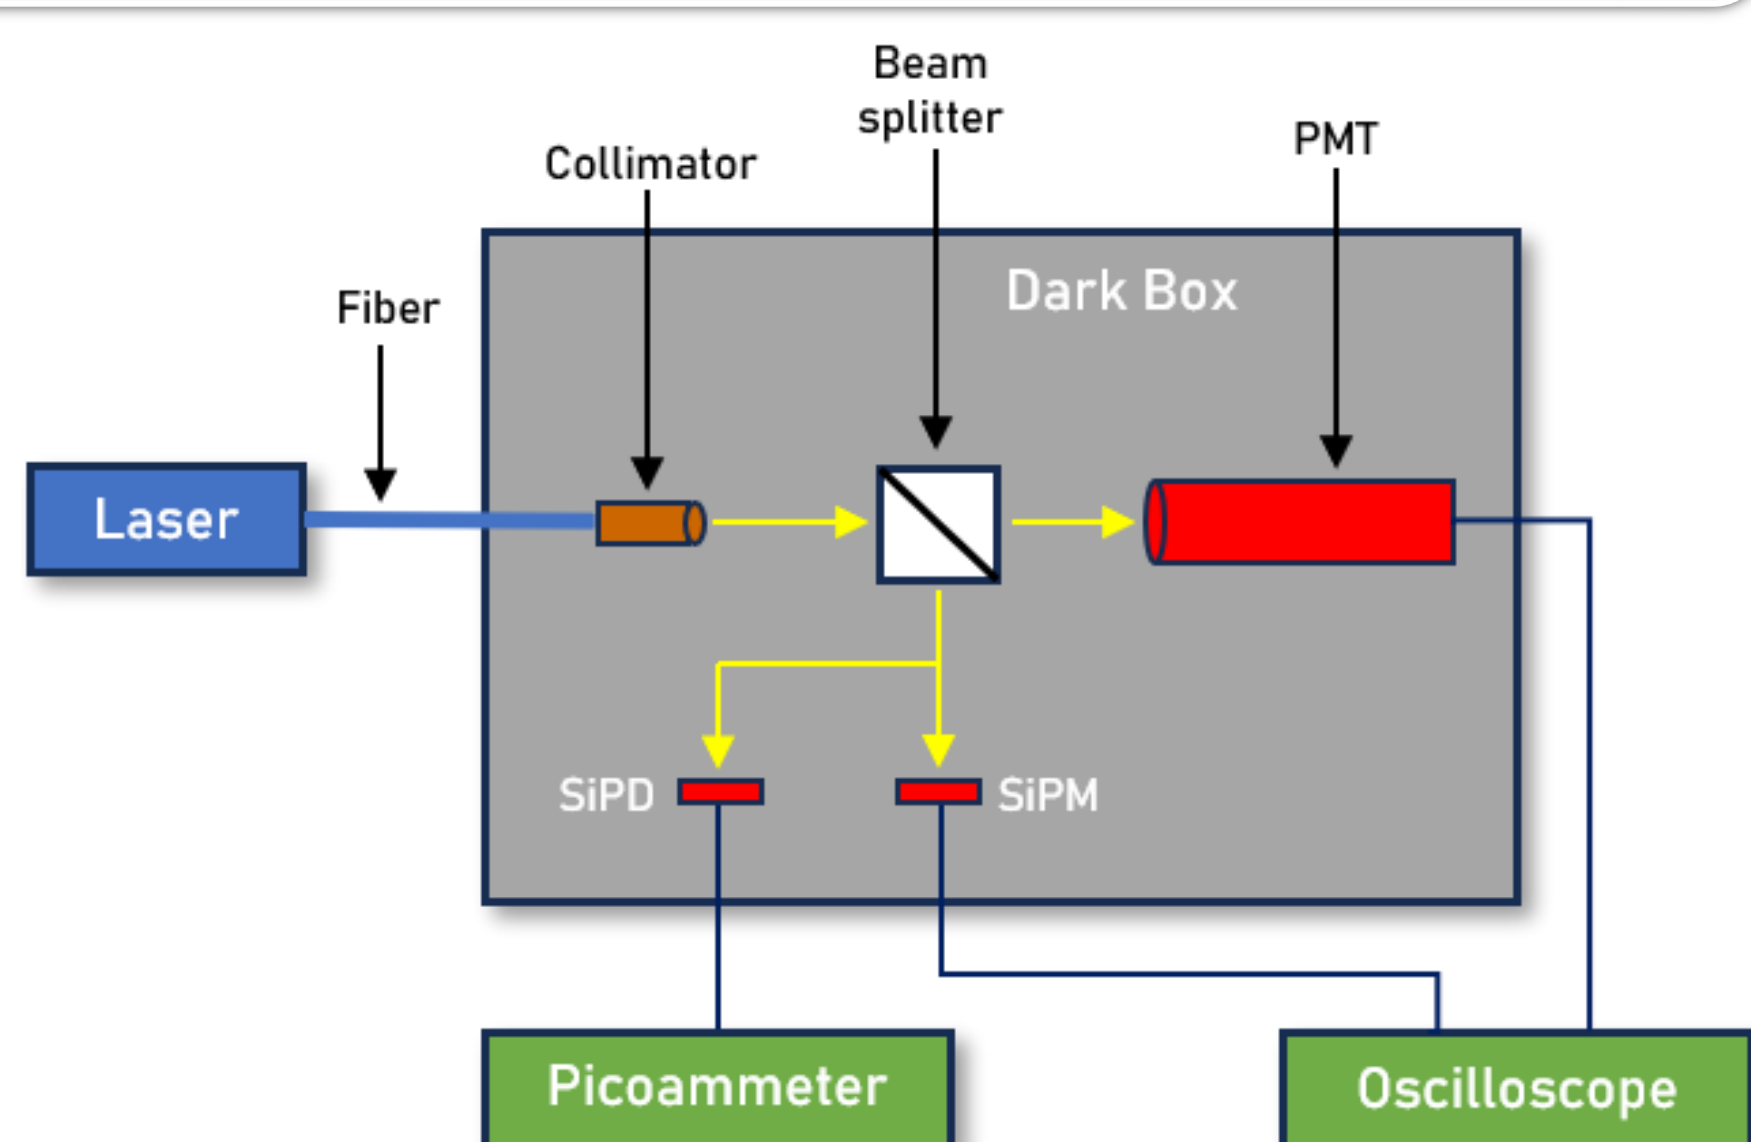 Beam
splitter
PMT
Collimator
Dark Box
Fiber
Laser
SiPD
SiPM
Picoammeter
Oscilloscope